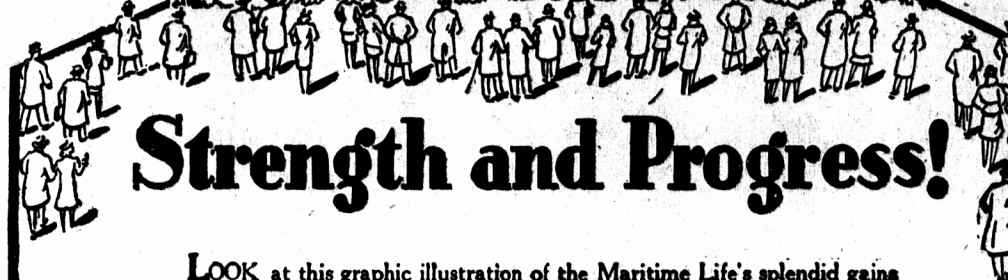 Strength and Progress!
LOOK at this graphic illustration of the Maritime Life's splendid gains